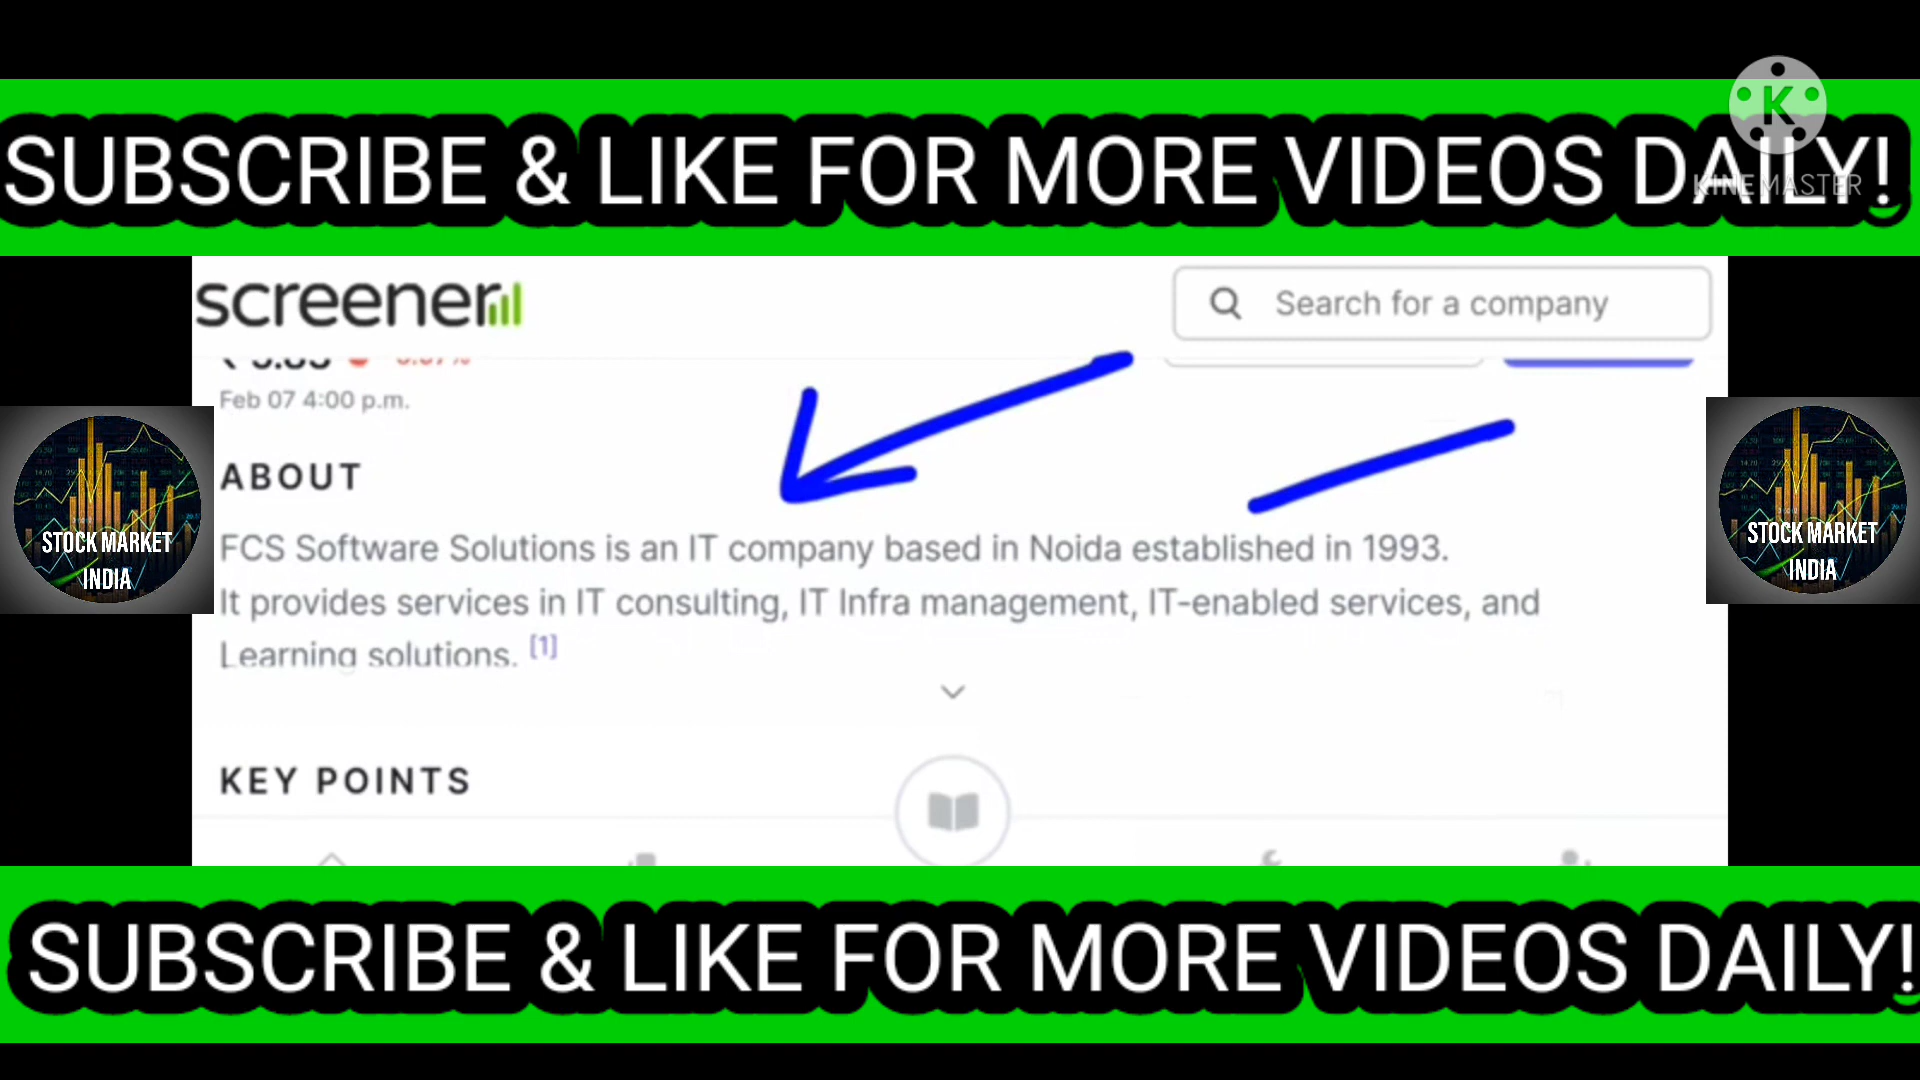 SUBSCRIBE & LIKE FOR MORE VIDEOS DAILY!
KINEMASTER
screener
Search for a company
Feb 07 4:00 p.m.
ABOUT
FCS Software Solutions is an IT company based in Noida established in 1993.
It provides services in IT consulting, IT Infra management, IT-enabled services, and
Learning solutions. [1]
KEY POINTS
STOCK MARKET
INDIA
STOCK MARKET
INDIA
SUBSCRIBE & LIKE FOR MORE VIDEOS DAILY!